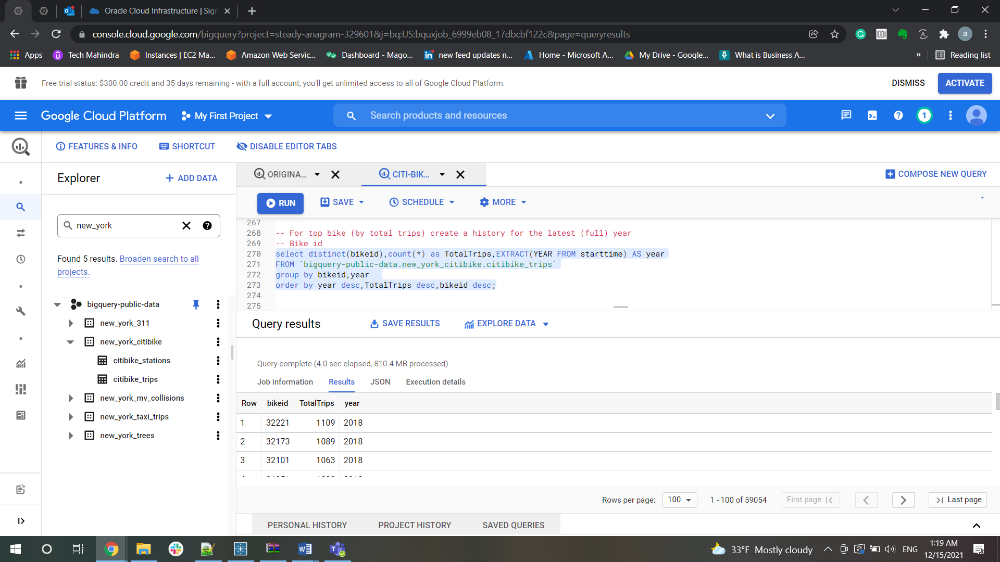 Oracle Cloud Infrastructure | Sign
console.cloud.google.com/bigquery?project=steady-anagram-329601&j=bq:US:bquxjob_6999eb08_17dbcbf122c&page=queryresults
Apps
Tech Mahindra
Instances | EC2 Ma...
Amazon Web Servic...
Dashboard - Mago...
new feed updates n...
Home - Microsoft A...
My Drive - Google...
What is Business A...
»
Reading list
Free trial status: $300.00 credit and 35 days remaining - with a full account, you'll get unlimited access to all of Google Cloud Platform.
DISMISS
ACTIVATE
Google Cloud Platform
My First Project
Search products and resources
1
a
FEATURES & INFO
SHORTCUT
DISABLE EDITOR TABS
Explorer
+ ADD DATA
new_york
Found 5 results. Broaden search to all
projects.
bigquery-public-data
new_york_311
new_york_citibike
citibike_stations
citibike_trips
new_york_mv_collisions
new_york_taxi_trips
new_york_trees
ORIGINA...
CITI-BIK...
COMPOSE NEW QUERY
RUN
SAVE
SCHEDULE
MORE
267
268 -- For top bike (by total trips) create a history for the latest (full) year
269 -- Bike id
270 select distinct(bikeid),count(*) as TotalTrips,EXTRACT(YEAR FROM starttime) AS year
271 FROM `bigquery-public-data.new_york_citibike.citibike_trips`
272 group by bikeid,year
273 order by year desc,TotalTrips desc,bikeid desc;
274
275
Query results
SAVE RESULTS
EXPLORE DATA
Query complete (4.0 sec elapsed, 810.4 MB processed)
Job information
Results
JSON
Execution details
Row bikeid TotalTrips year
1 32221 1109 2018
2 32173 1089 2018
3 32101 1063 2018
Rows per page:
100
1 - 100 of 59054
First page
Last page
PERSONAL HISTORY
PROJECT HISTORY
SAVED QUERIES
33°F Mostly cloudy
ENG
1:19 AM
12/15/2021